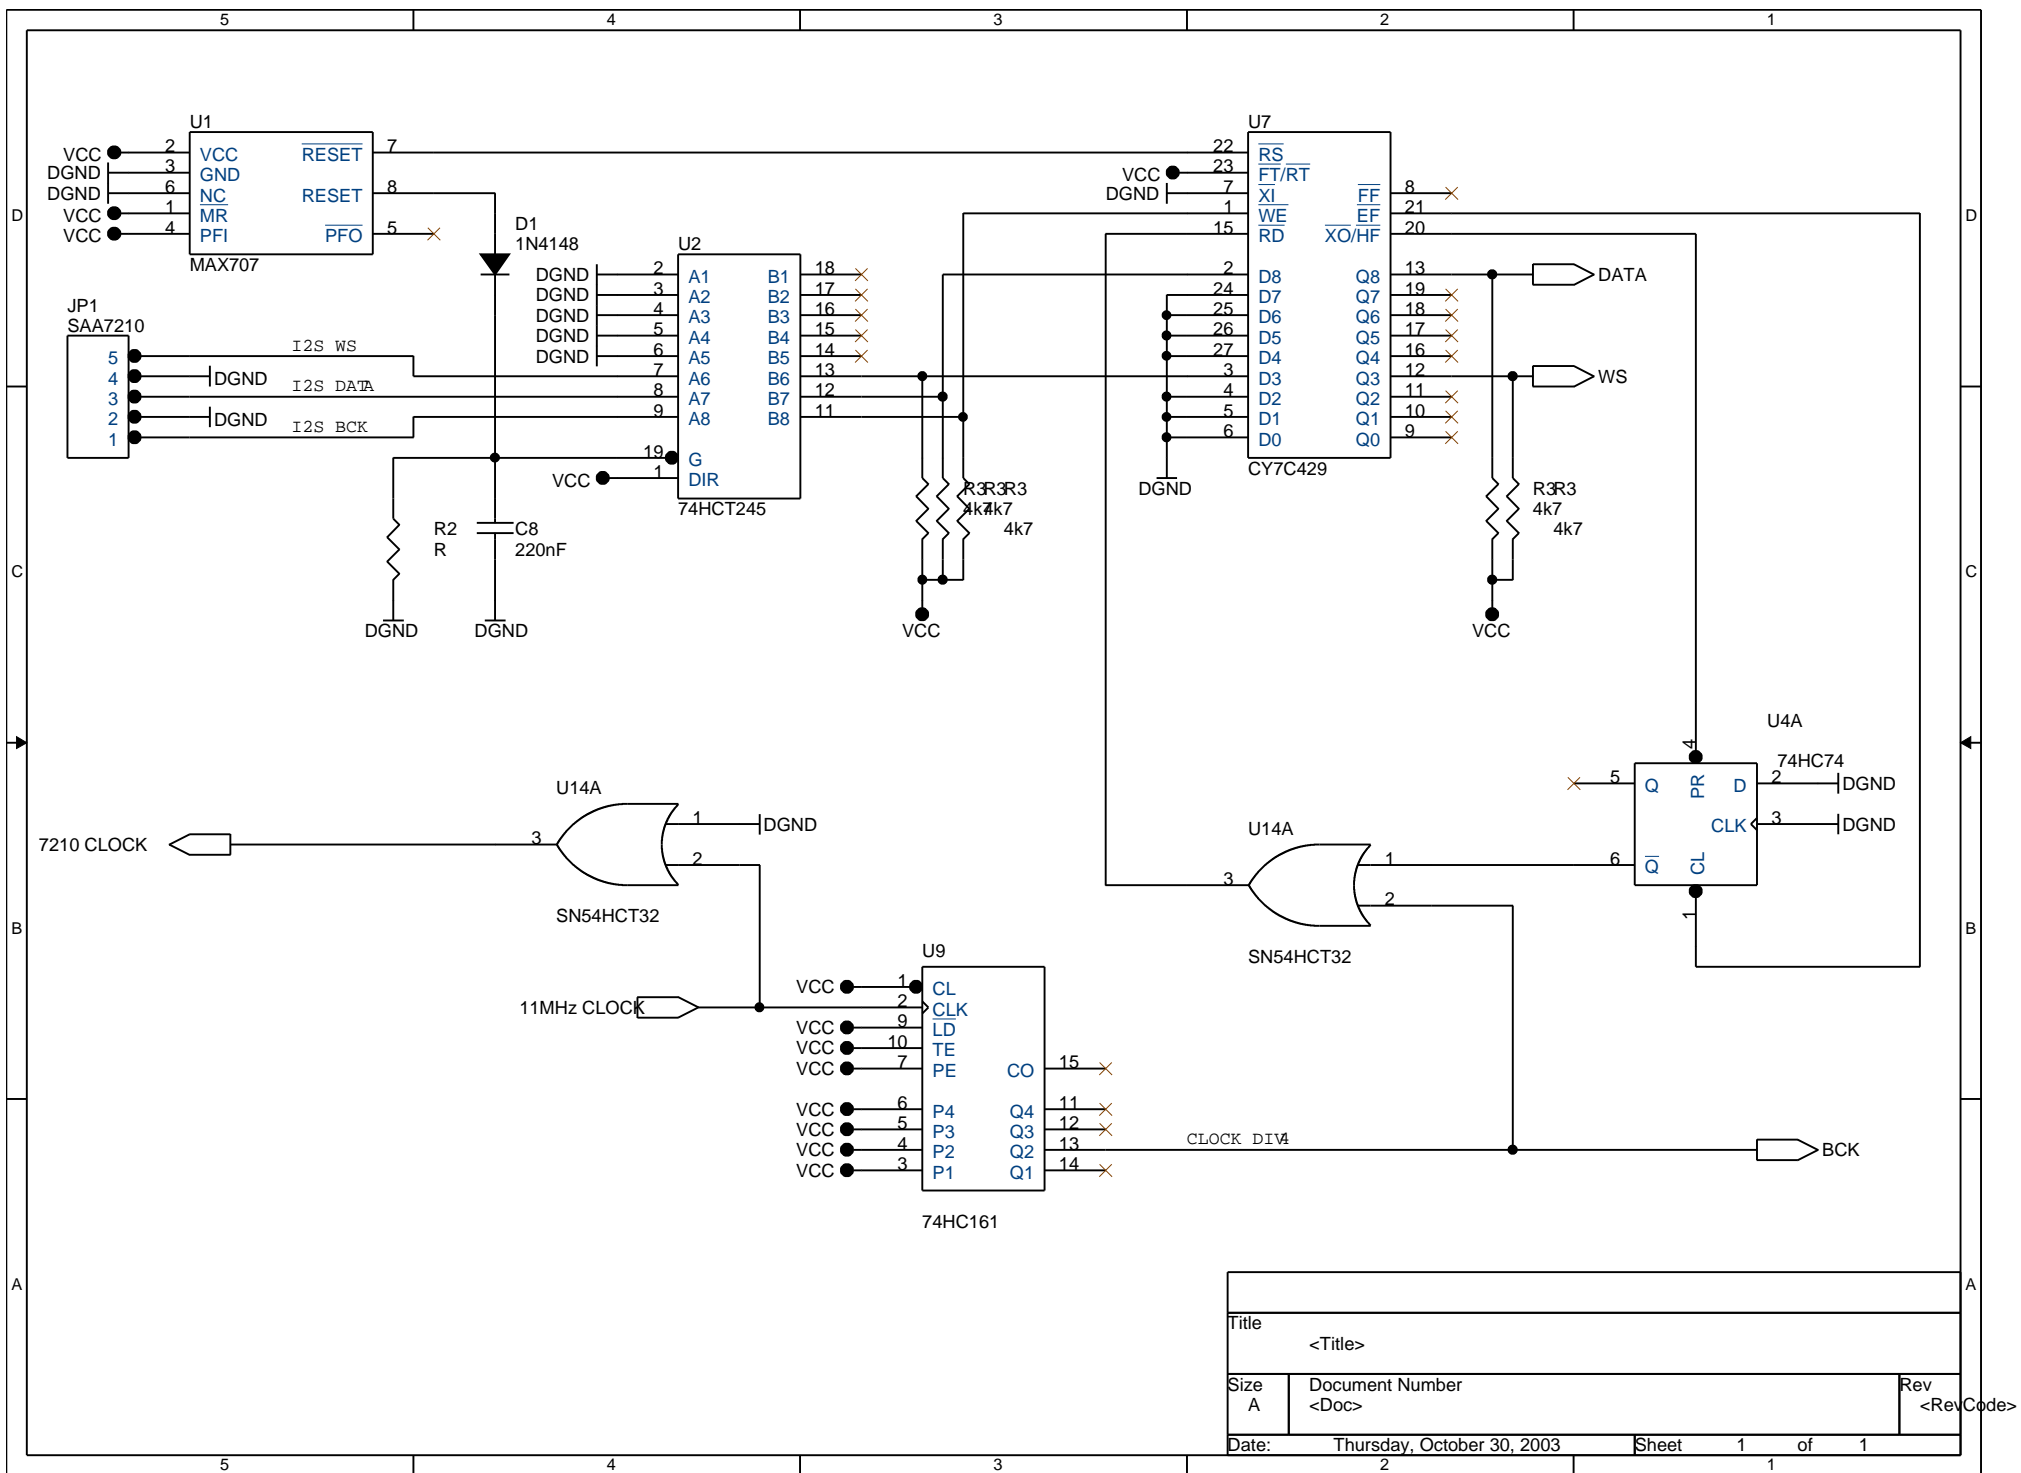 5 4 3 2 1
D D
C C
B B
A A
U1
VCC 2 VCC RESET 7
DGND 3 GND
DGND 6 NC RESET 8
VCC 1 MR
VCC 4 PFI PFO 5
MAX707
D1
1N4148
JP1
SAA7210
5 I2S WS
4 DGND
3 I2S DATA
2 DGND
1 I2S BCK
U2
DGND 2 A1 B1 18
DGND 3 A2 B2 17
DGND 4 A3 B3 16
DGND 5 A4 B4 15
DGND 6 A5 B5 14
7 A6 B6 13
8 A7 B7 12
9 A8 B8 11
19 G
VCC 1 DIR
74HCT245
R2
R
C8
220nF
DGND DGND
R3 R3 R3
4k7 4k7
4k7
VCC
U7
22 RS
VCC 23 FT/RT
DGND 7 XI FF 8
1 WE EF 21
15 RD XO/HF 20
2 D8 Q8 13 DATA
24 D7 Q7 19
25 D6 Q6 18
26 D5 Q5 17
27 D4 Q4 16
3 D3 Q3 12 WS
4 D2 Q2 11
5 D1 Q1 10
6 D0 Q0 9
CY7C429
DGND
R3 R3
4k7
4k7
VCC
U4A
74HC74
4
5 Q PR D 2 DGND
CLK 3 DGND
6 Q CL
1
U14A
7210 CLOCK 3 1 DGND
2
SN54HCT32
U14A
3 1
2
SN54HCT32
U9
VCC 1 CL
11MHz CLOCK 2 CLK
VCC 9 LD
VCC 10 TE
VCC 7 PE CO 15
VCC 6 P4 Q4 11
VCC 5 P3 Q3 12
VCC 4 P2 Q2 13 CLOCK DIV4 BCK
VCC 3 P1 Q1 14
74HC161
Title
<Title>
Size Document Number Rev
A <Doc> <RevCode>
Date: Thursday, October 30, 2003 Sheet 1 of 1
5 4 3 2 1